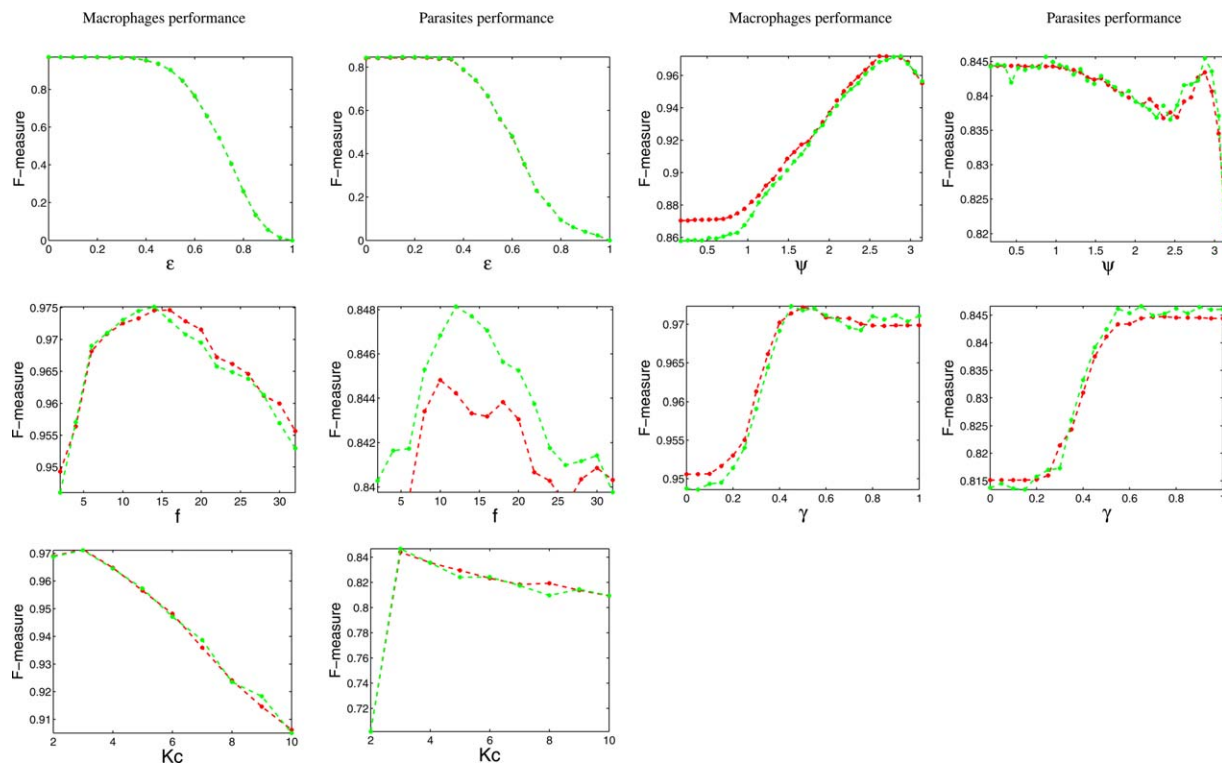 Macrophages performance
Parasites performance
Macrophages performance
Parasites performance
F−measure
0.8
0.6
0.4
0.2
0
0 0.2 0.4 0.6 0.8 1
ε
F−measure
0.8
0.6
0.4
0.2
0
0 0.2 0.4 0.6 0.8 1
ε
F−measure
0.96
0.94
0.92
0.9
0.88
0.86
0.5 1 1.5 2 2.5 3
ψ
F−measure
0.845
0.84
0.835
0.83
0.825
0.82
0.5 1 1.5 2 2.5 3
ψ
F−measure
0.975
0.97
0.965
0.96
0.955
0.95
5 10 15 20 25 30
f
F−measure
0.848
0.846
0.844
0.842
0.84
5 10 15 20 25 30
f
F−measure
0.97
0.965
0.96
0.955
0.95
0 0.2 0.4 0.6 0.8 1
γ
F−measure
0.845
0.84
0.835
0.83
0.825
0.82
0.815
0 0.2 0.4 0.6 0.8 1
γ
F−measure
0.97
0.96
0.95
0.94
0.93
0.92
0.91
2 4 6 8 10
Kc
F−measure
0.84
0.82
0.8
0.78
0.76
0.74
0.72
2 4 6 8 10
Kc